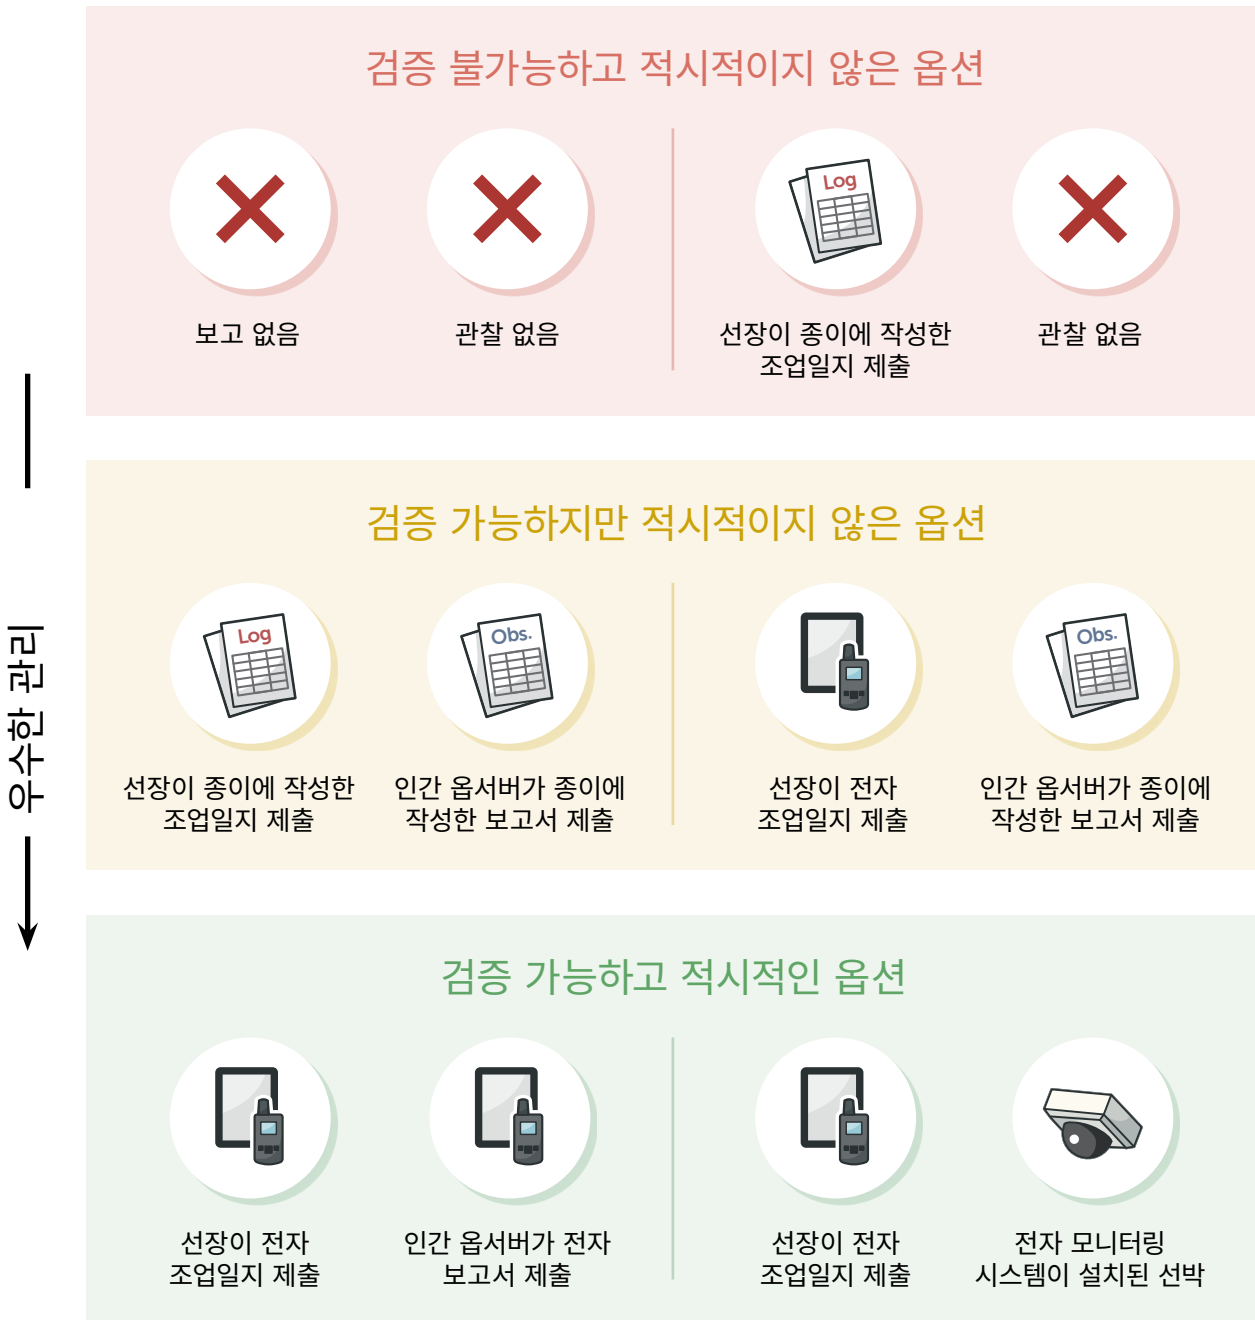 검증 불가능하고 적시적이지 않은 옵션
Log
보고 없음
관찰 없음
선장이 종이에 작성한
조업일지 제출
관찰 없음
우수한 관리
검증 가능하지만 적시적이지 않은 옵션
Log
Obs.
Obs.
선장이 종이에 작성한
조업일지 제출
인간 옵서버가 종이에
작성한 보고서 제출
선장이 전자
조업일지 제출
인간 옵서버가 종이에
작성한 보고서 제출
검증 가능하고 적시적인 옵션
선장이 전자
조업일지 제출
인간 옵서버가 전자
보고서 제출
선장이 전자
조업일지 제출
전자 모니터링
시스템이 설치된 선박